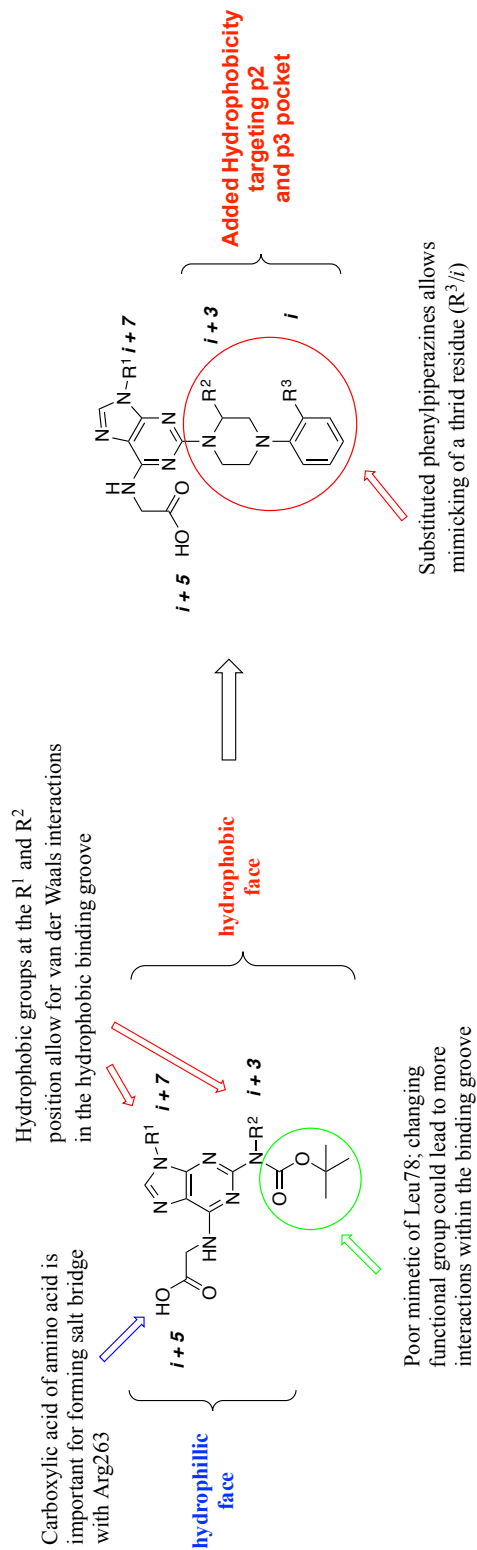 Carboxylic acid of amino acid is
important for forming salt bridge
with Arg263
Hydrophobic groups at the R1 and R2
position allow for van der Waals interactions
in the hydrophobic binding groove
hydrophillic
face
i + 5
HO
O
HN
N
N
N
N
R1
i + 7
N
R2
i + 3
O
O
hydrophobic
face
Poor mimetic of Leu78; changing
functional group could lead to more
interactions within the binding groove
i + 5
HO
O
H
N
N
N
N
N
R1
i + 7
N
R2
i + 3
N
R3
i
Added Hydrophobicity
targeting p2
and p3 pocket
Substituted phenylpiperazines allows
mimicking of a thrid residue (R3/i)